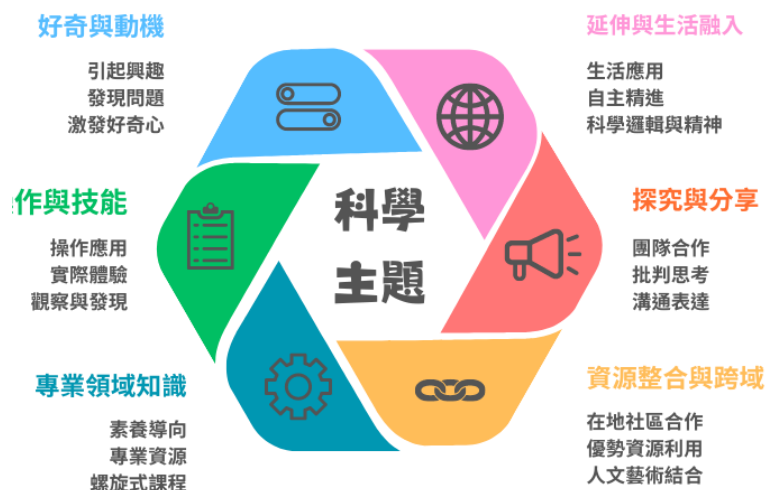 好奇與動機
引起興趣
發現問題
激發好奇心
作與技能
操作應用
實際體驗
觀察與發現
專業領域知識
素養導向
專業資源
螺旋式課程
科學
主題
延伸與生活融入
生活應用
自主精進
科學邏輯與精神
探究與分享
團隊合作
批判思考
溝通表達
資源整合與跨域
在地社區合作
優勢資源利用
人文藝術結合